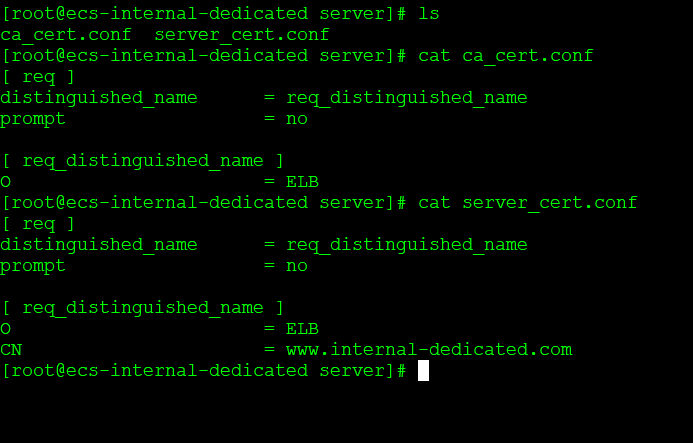 [root@ecs-internal-dedicated server]# ls
ca_cert.conf  server_cert.conf
[root@ecs-internal-dedicated server]# cat ca_cert.conf
[ req ]
distinguished_name     = req_distinguished_name
prompt                 = no

[ req_distinguished_name ]
O                      = ELB
[root@ecs-internal-dedicated server]# cat server_cert.conf
[ req ]
distinguished_name     = req_distinguished_name
prompt                 = no

[ req_distinguished_name ]
O                      = ELB
CN                     = www.internal-dedicated.com
[root@ecs-internal-dedicated server]#